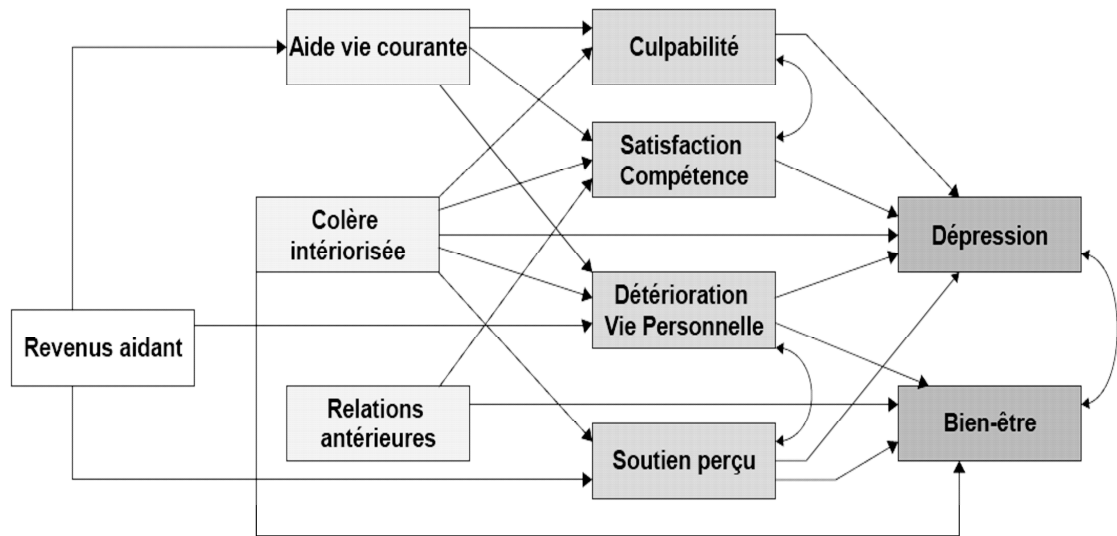 Aide vie courante
Culpabilité
Satisfaction
Compétence
Colère
intériorisée
Dépression
Détérioration
Vie Personnelle
Revenus aidant
Relations
antérieures
Bien-être
Soutien perçu